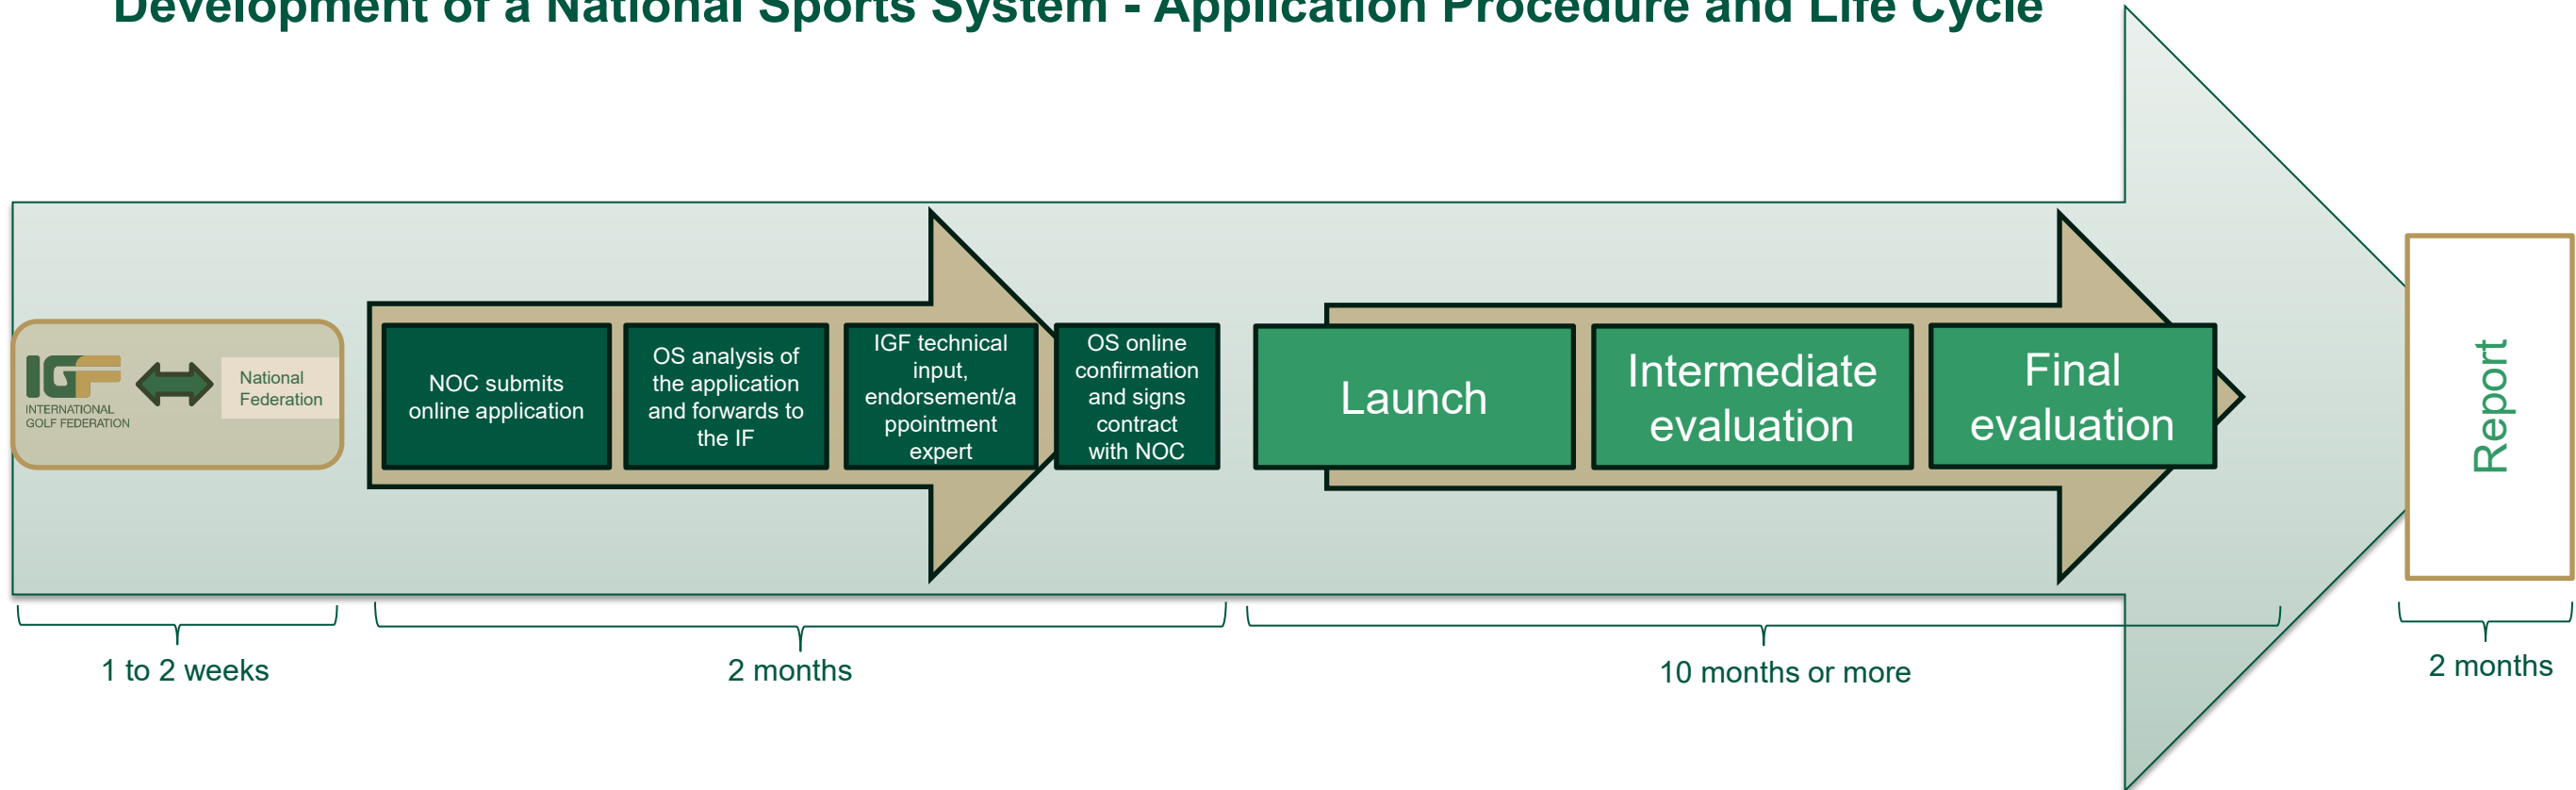 Development of a National Sports System - Application Procedure and Life Cycle
IGF
INTERNATIONAL
GOLF FEDERATION
National
Federation
NOC submits
online application
OS analysis of
the application
and forwards to
the IF
IGF technical
input,
endorsement/a
ppointment
expert
OS online
confirmation
and signs
contract
with NOC
Launch
Intermediate
evaluation
Final
evaluation
Report
1 to 2 weeks
2 months
10 months or more
2 months